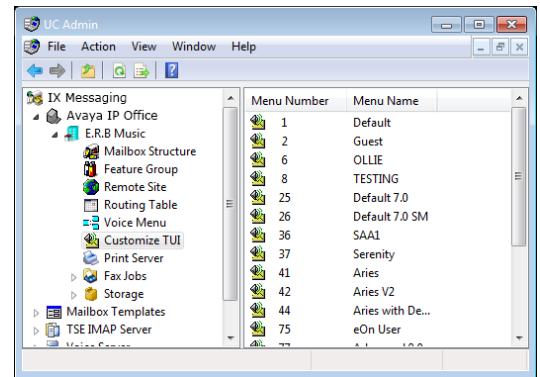 UC Admin
File Action View Window Help
IX Messaging
Avaya IP Office
E.R.B Music
Mailbox Structure
Feature Group
Remote Site
Routing Table
Voice Menu
Customize TUI
Print Server
Fax Jobs
Storage
Mailbox Templates
TSE IMAP Server
Menu Number Menu Name
1 Default
2 Guest
6 OLLIE
8 TESTING
25 Default 7.0
26 Default 7.0 SM
36 SAA1
37 Serenity
41 Aries
42 Aries V2
44 Aries with De...
75 eOn User